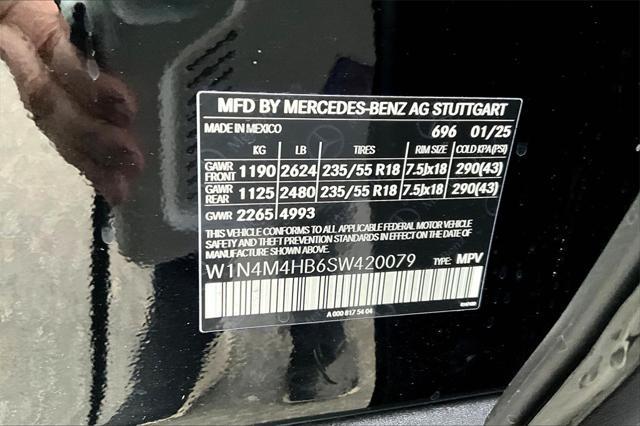 MFD BY MERCEDES-BENZ AG STUTTGART
MADE IN MEXICO 696 01/25
KG LB TIRES RIM SIZE COLD KPA(PSI)
GAWR FRONT 1190 2624 235/55 R18 7.5Jx18 290(43)
GAWR REAR 1125 2480 235/55 R18 7.5Jx18 290(43)
GVWR 2265 4993
THIS VEHICLE CONFORMS TO ALL APPLICABLE FEDERAL MOTOR VEHICLE
SAFETY AND THEFT PREVENTION STANDARDS IN EFFECT ON THE DATE OF
MANUFACTURE SHOWN ABOVE.
W1N4M4HB6SW420079 TYPE: MPV
A 000 817 54 04